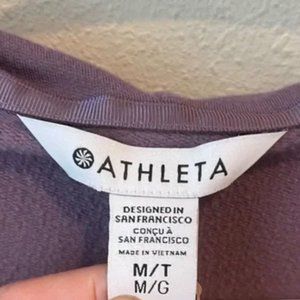 ATHLETA
DESIGNED IN
SAN FRANCISCO
CONÇU À
SAN FRANCISCO
MADE IN VIETNAM
M/T
M/G